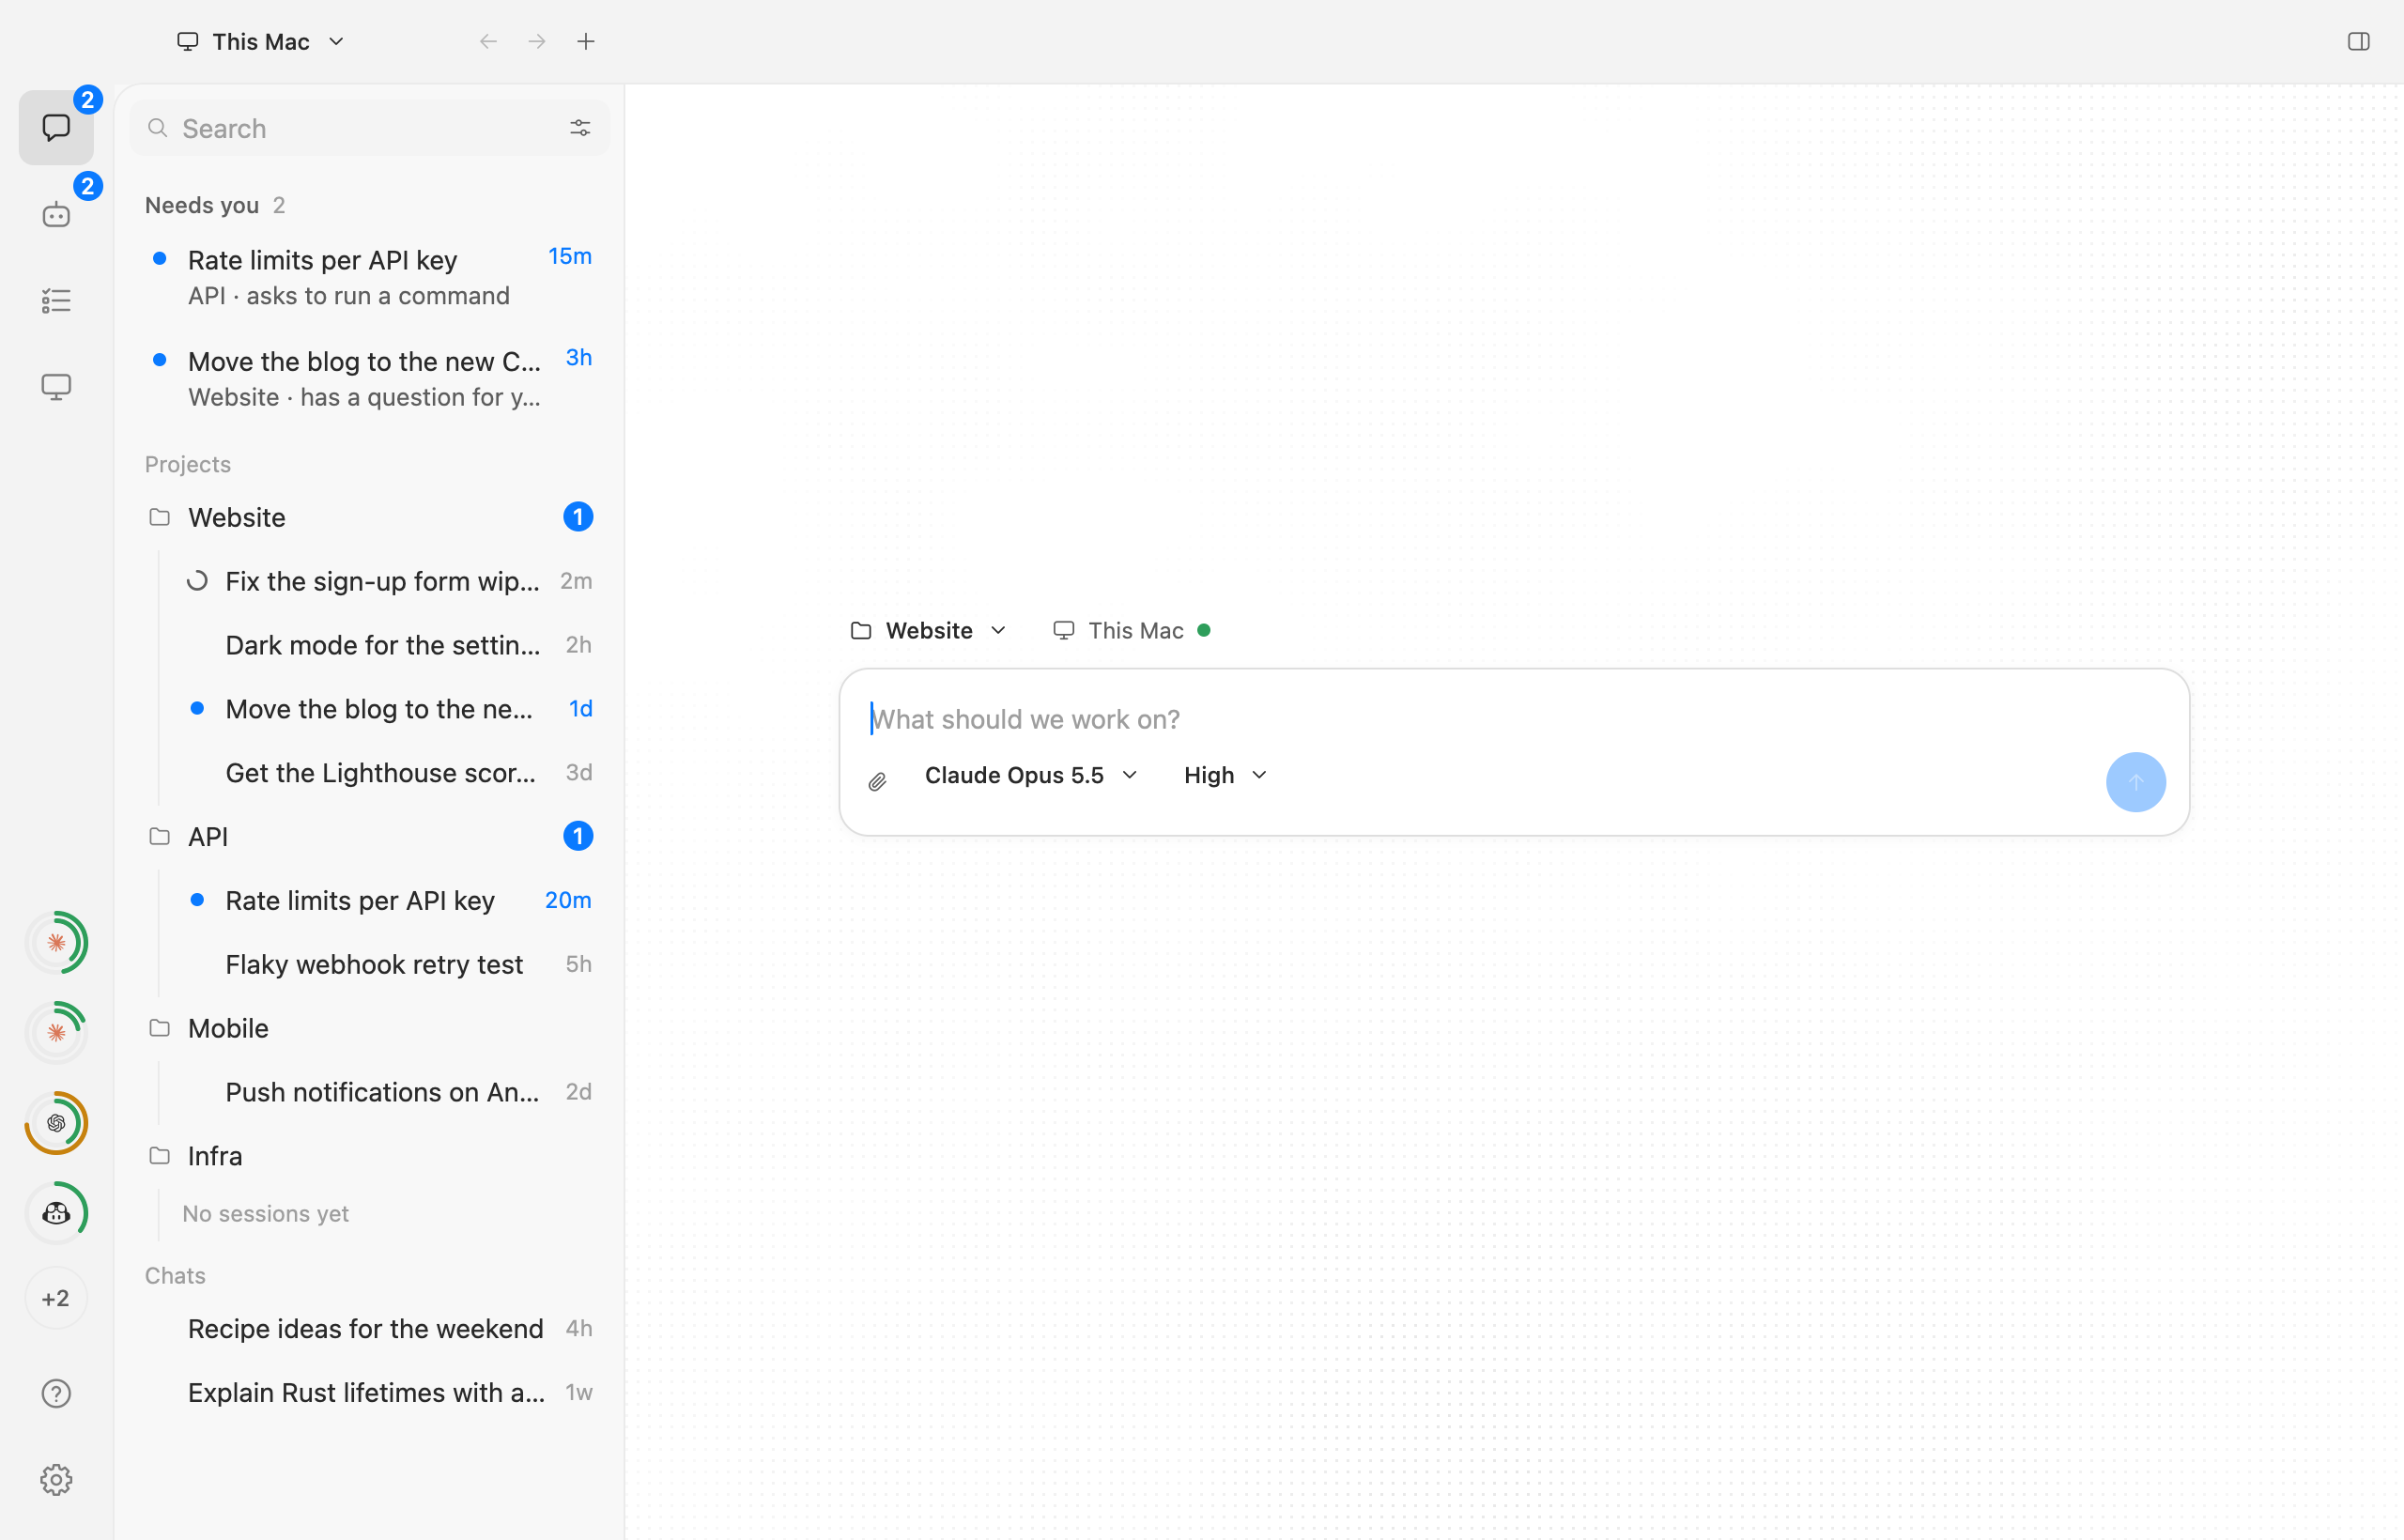 This Mac
2
Search
2
Needs you 2
Rate limits per API key 15m
API · asks to run a command
Move the blog to the new C... 3h
Website · has a question for y...
Projects
Website 1
Fix the sign-up form wip... 2m
Dark mode for the settin... 2h
Move the blog to the ne... 1d
Get the Lighthouse scor... 3d
API 1
Rate limits per API key 20m
Flaky webhook retry test 5h
Mobile
Push notifications on An... 2d
Infra
No sessions yet
Chats
+2
Recipe ideas for the weekend 4h
Explain Rust lifetimes with a... 1w
Website This Mac
What should we work on?
Claude Opus 5.5 High